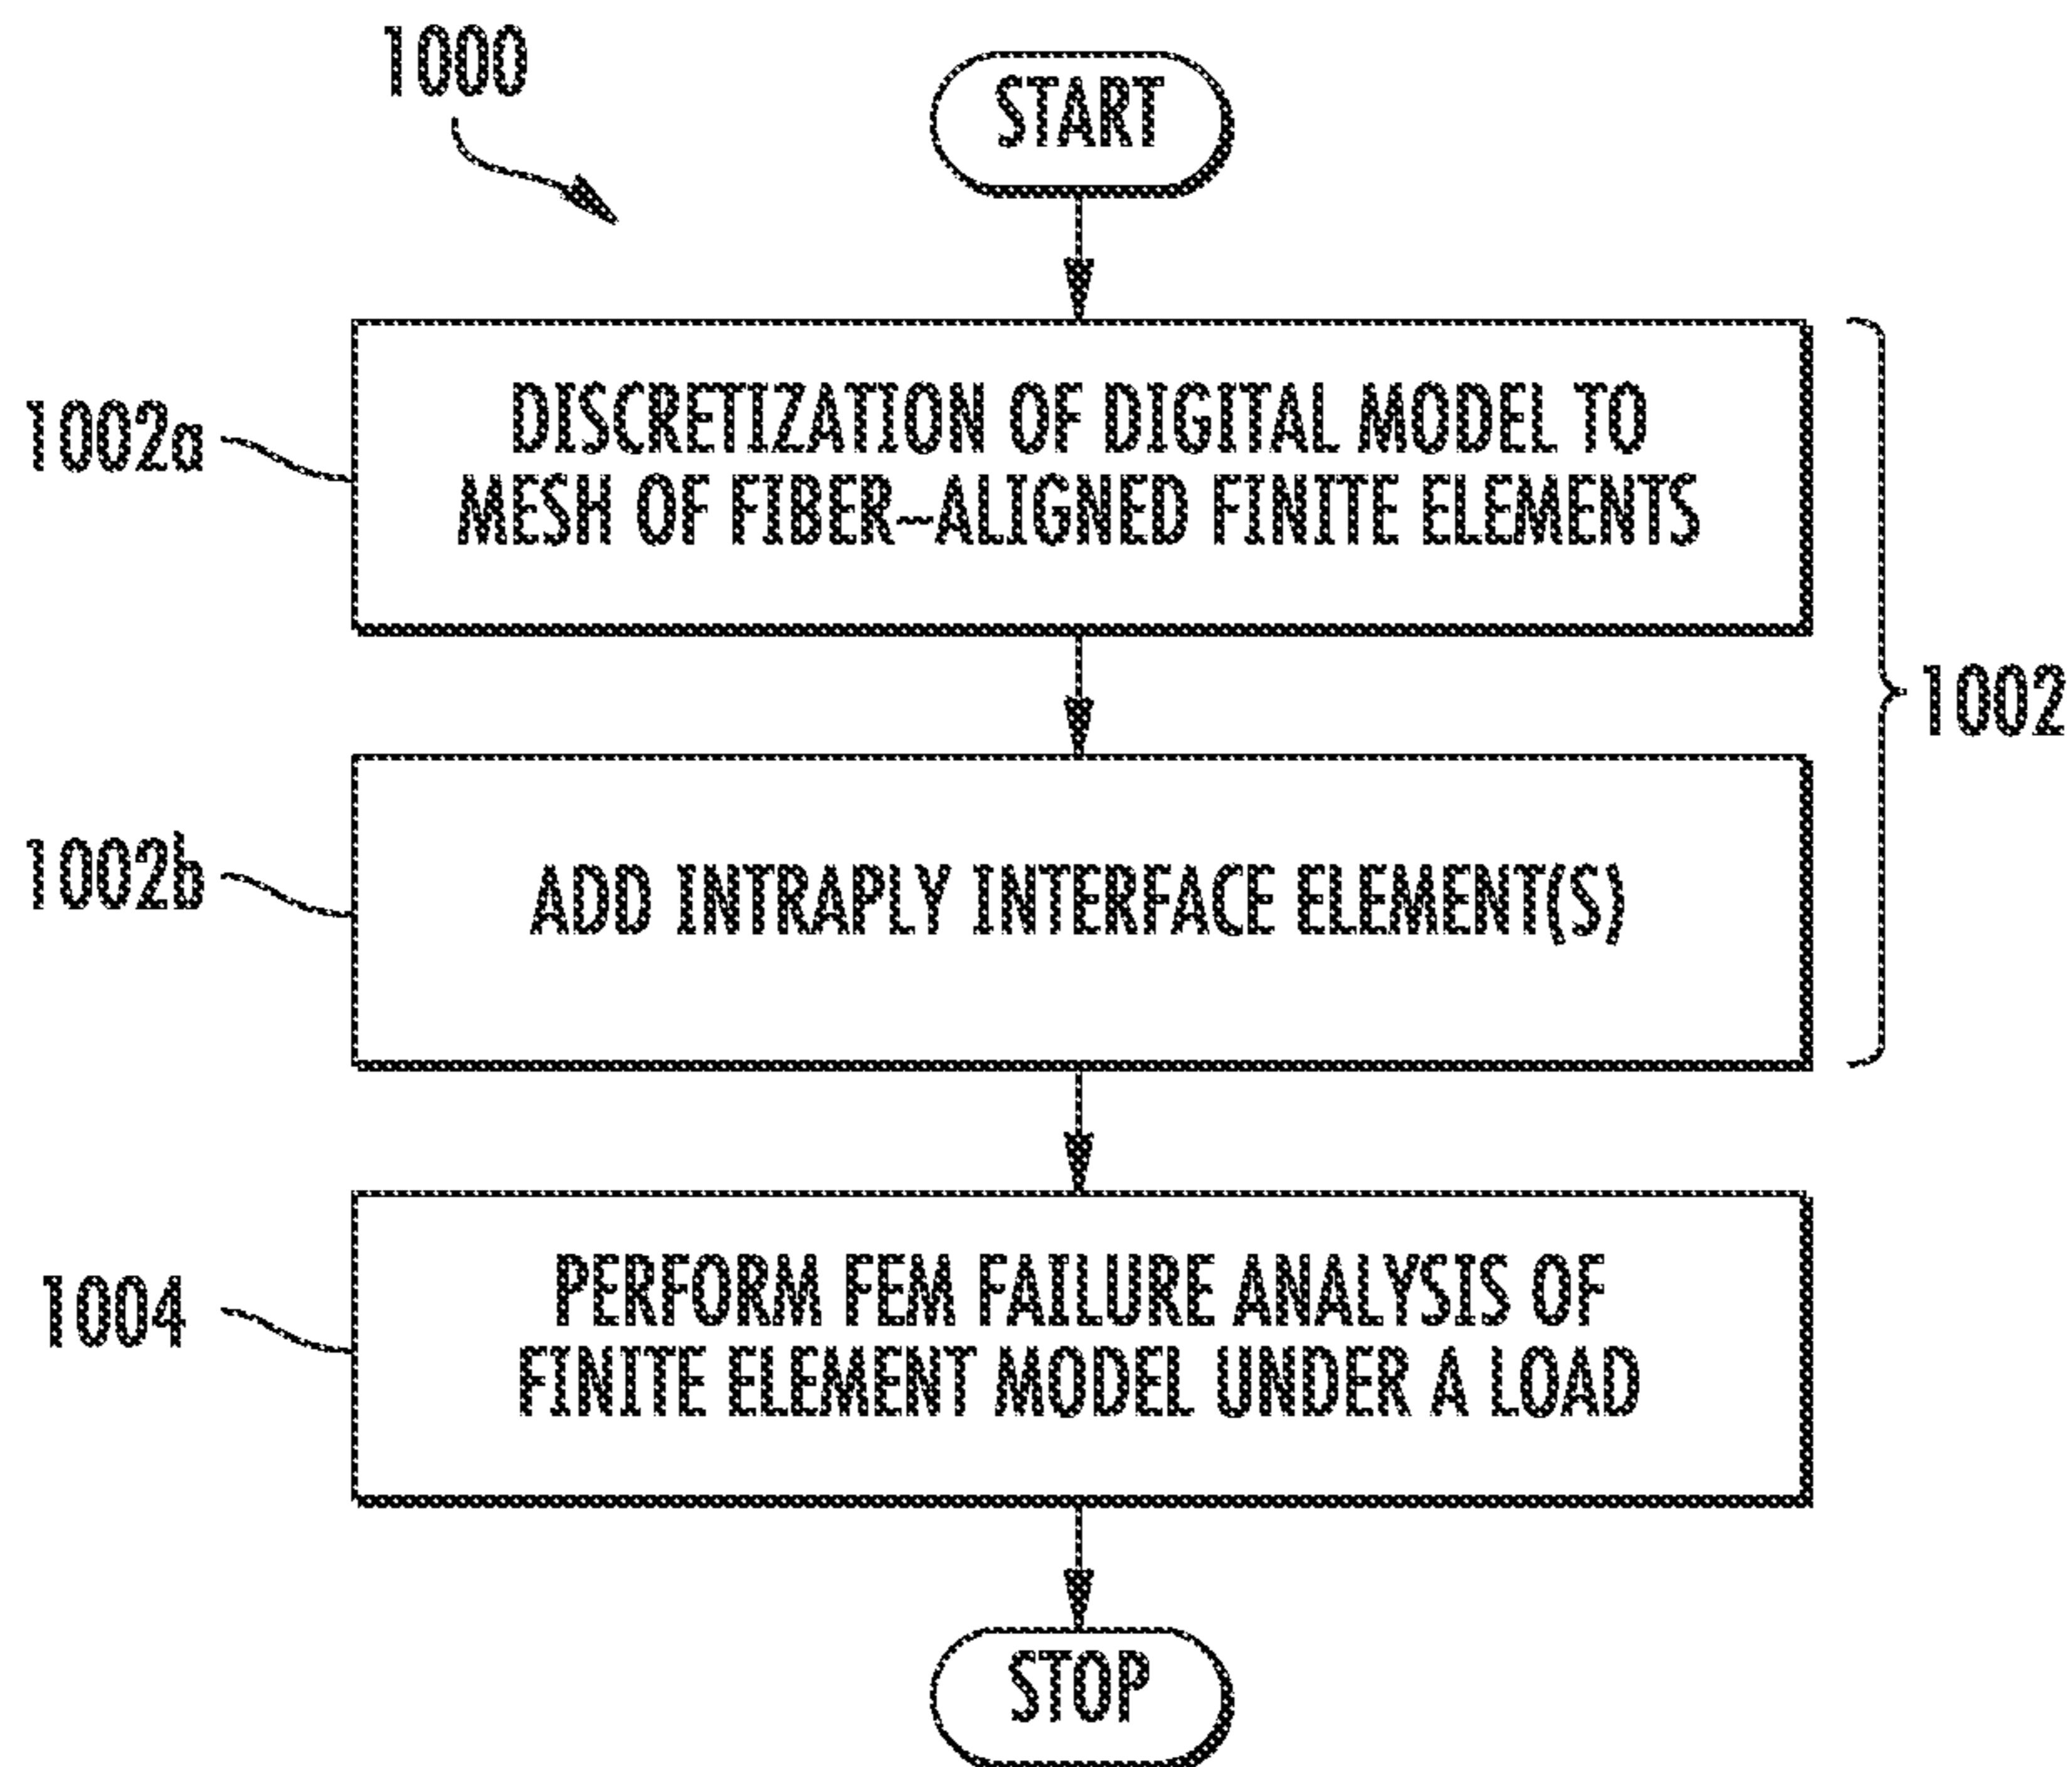 1000
START
1002a
DISCRETIZATION OF DIGITAL MODEL TO
MESH OF FIBER-ALIGNED FINITE ELEMENTS
1002
1002b
ADD INTRAPLY INTERFACE ELEMENT(S)
1004
PERFORM FEM FAILURE ANALYSIS OF
FINITE ELEMENT MODEL UNDER A LOAD
STOP